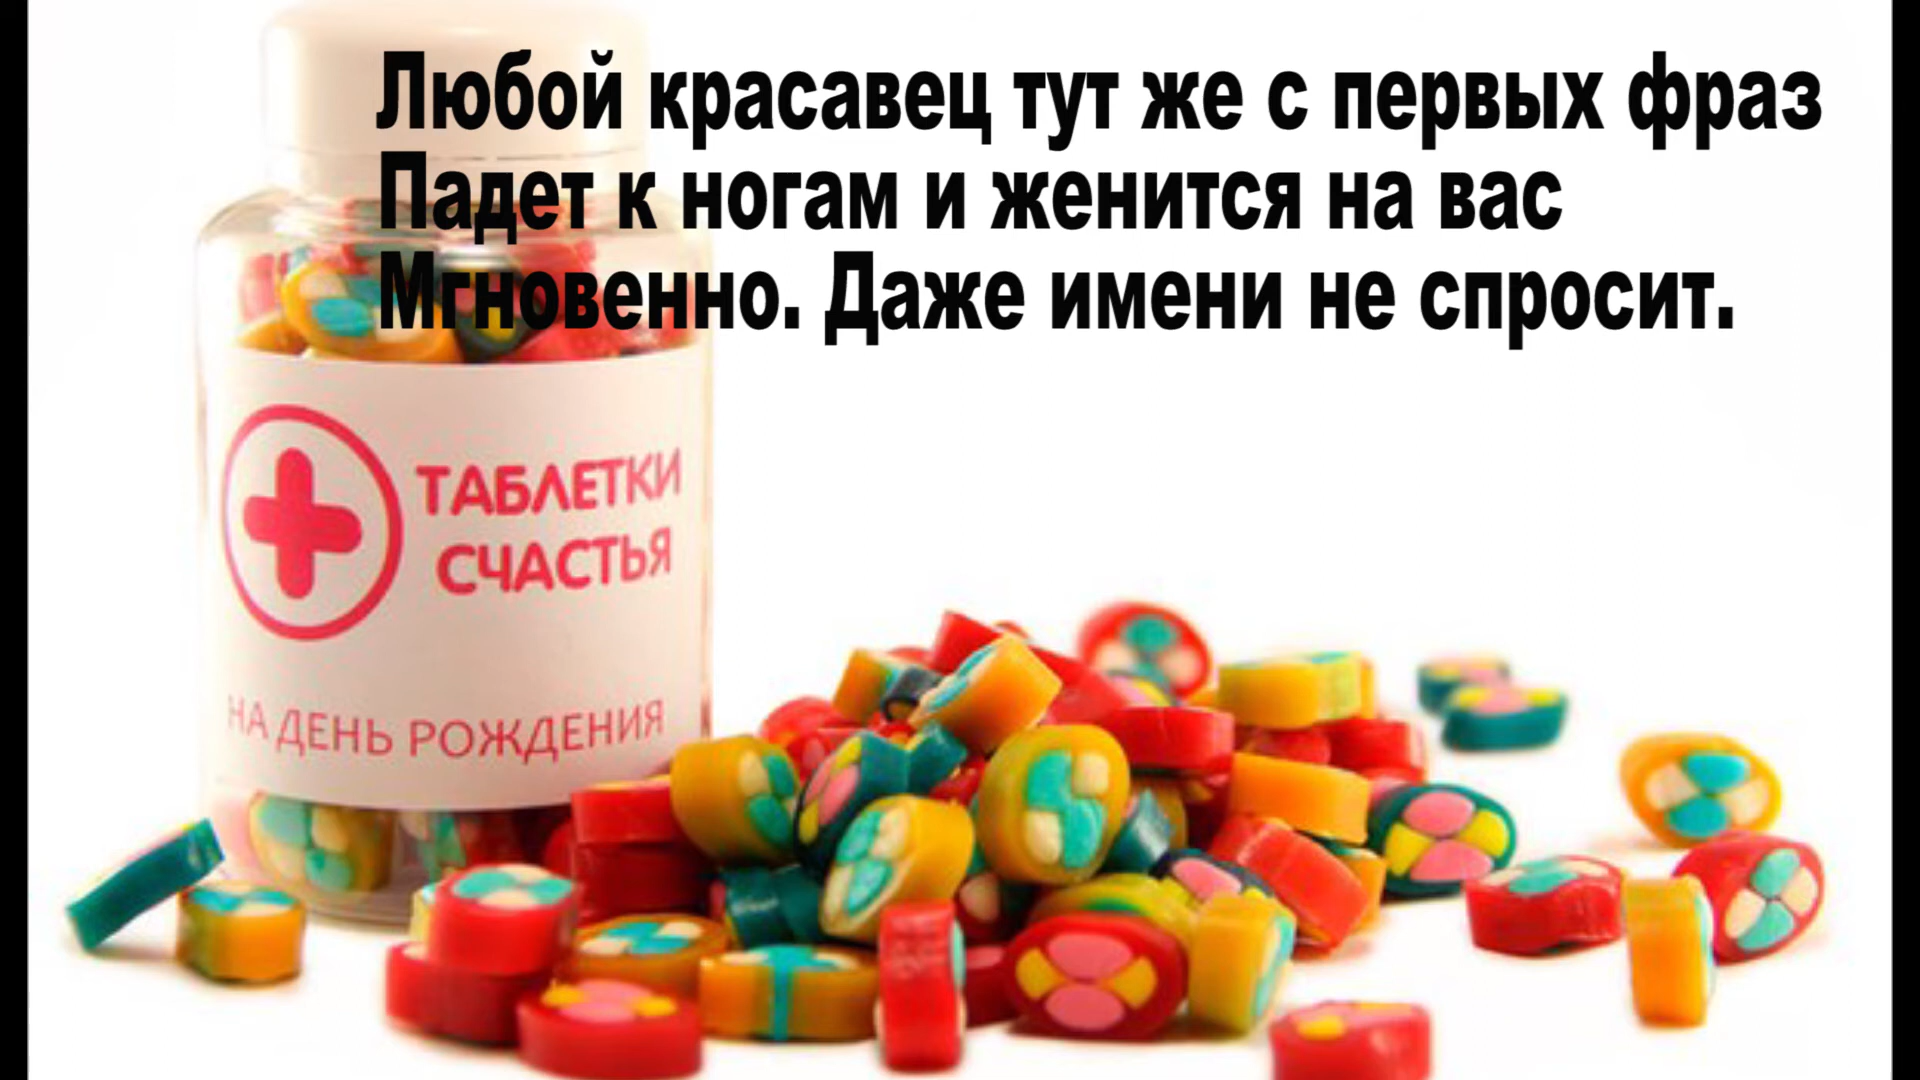 Любой красавец тут же с первых фраз
Падет к ногам и женится на вас
Мгновенно. Даже имени не спросит.
ТАБЛЕТКИ
СЧАСТЬЯ
НА ДЕНЬ РОЖДЕНИЯ